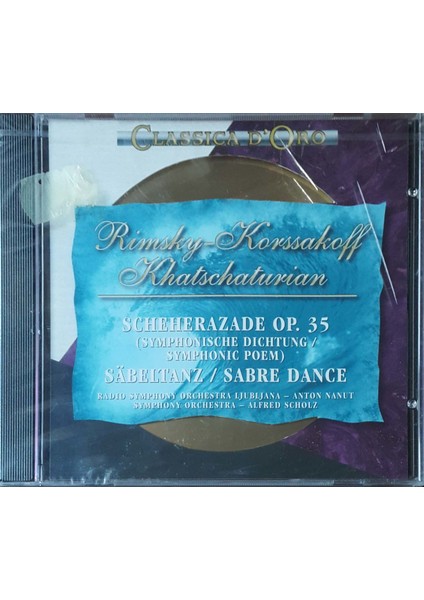 CLASSICA D'ORO
Rimsky-Korssakoff
Khatschaturian
SCHEHERAZADE OP. 35
(SYMPHONISCHE DICHTUNG /
SYMPHONIC POEM)
SÄBELTANZ / SABRE DANCE
RADIO SYMPHONY ORCHESTRA LJUBLJANA – ANTON NANUT
SYMPHONY ORCHESTRA – ALFRED SCHOLZ